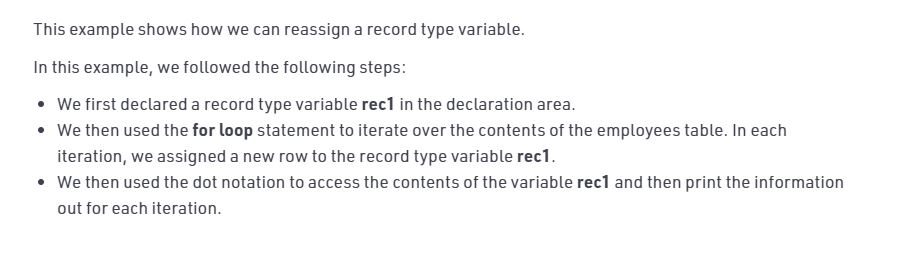 This example shows how we can reassign a record type variable.
In this example, we followed the following steps:
• We first declared a record type variable rec1 in the declaration area.
• We then used the for loop statement to iterate over the contents of the employees table. In each
iteration, we assigned a new row to the record type variable rec1.
• We then used the dot notation to access the contents of the variable rec1 and then print the information
out for each iteration.